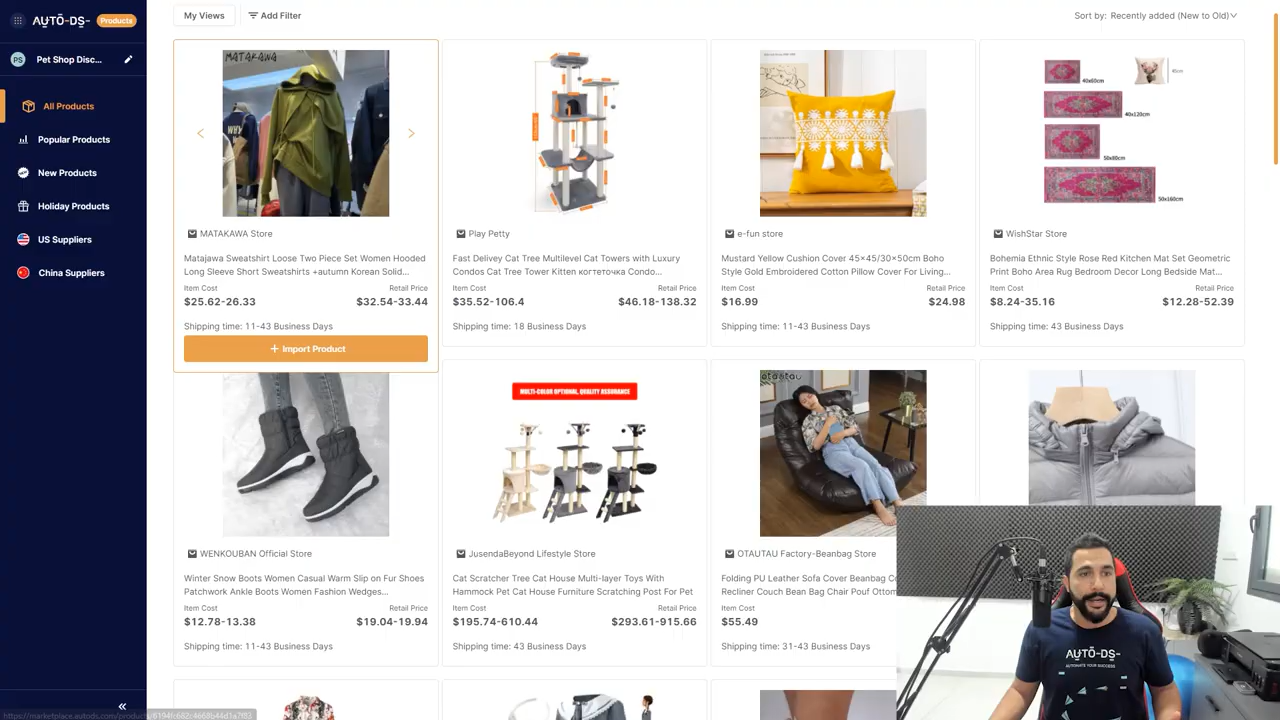 AUTO-DS- Products
My Views
Add Filter
Sort by: Recently added (New to Old)
PS Pet Shop Disc...
All Products
Popular Products
New Products
Holiday Products
US Suppliers
China Suppliers
MATAKAWA
MATAKAWA Store
Matajawa Sweatshirt Loose Two Piece Set Women Hooded
Long Sleeve Short Sweatshirts +autumn Korean Solid...
Item Cost Retail Price
$25.62-26.33 $32.54-33.44
Shipping time: 11-43 Business Days
+ Import Product
Play Petty
Fast Delivey Cat Tree Multilevel Cat Towers with Luxury
Condos Cat Tree Tower Kitten когтеточка Condo...
Item Cost Retail Price
$35.52-106.4 $46.18-138.32
Shipping time: 18 Business Days
e-fun store
Mustard Yellow Cushion Cover 45×45/30×50cm Boho
Style Gold Embroidered Cotton Pillow Cover For Living...
Item Cost Retail Price
$16.99 $24.98
Shipping time: 11-43 Business Days
40x60cm
45cm
40x120cm
50x80cm
50x160cm
WishStar Store
Bohemia Ethnic Style Rose Red Kitchen Mat Set Geometric
Print Boho Area Rug Bedroom Decor Long Bedside Mat...
Item Cost Retail Price
$8.24-35.16 $12.28-52.39
Shipping time: 43 Business Days
WENKOUBAN Official Store
Winter Snow Boots Women Casual Warm Slip on Fur Shoes
Patchwork Ankle Boots Women Fashion Wedges...
Item Cost Retail Price
$12.78-13.38 $19.04-19.94
Shipping time: 11-43 Business Days
MULTI-COLOR OPTIONAL, QUALITY ASSURANCE
JusendaBeyond Lifestyle Store
Cat Scratcher Tree Cat House Multi-layer Toys With
Hammock Pet Cat House Furniture Scratching Post For Pet
Item Cost Retail Price
$195.74-610.44 $293.61-915.66
Shipping time: 43 Business Days
OTAUTAU Factory-Beanbag Store
Folding PU Leather Sofa Cover Beanbag Co
Recliner Couch Bean Bag Chair Pouf Ottom
Item Cost
$55.49
Shipping time: 31-43 Business Days
AUTO-DS-
AUTOMATE YOUR SUCCESS